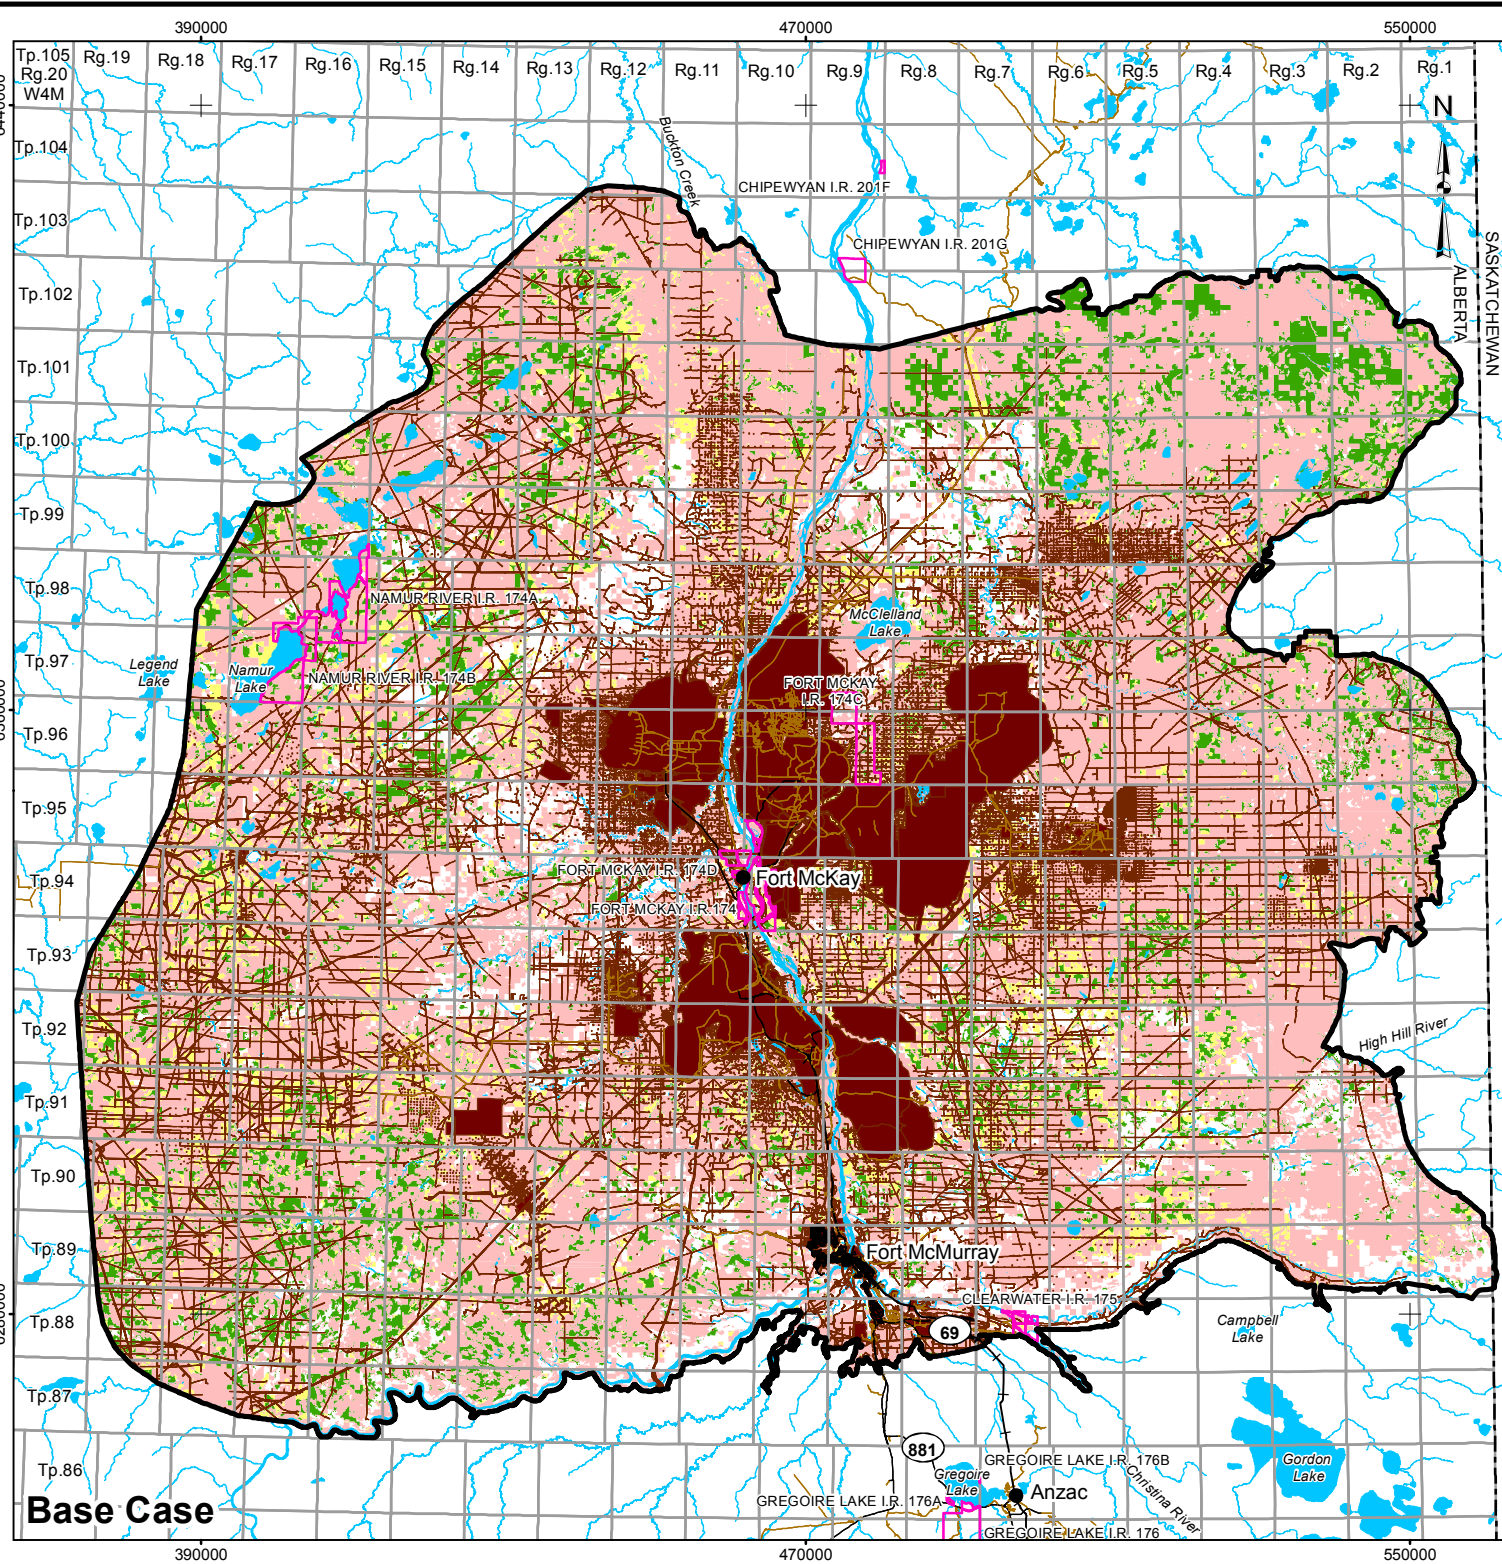 390000
470000
550000
Tp.105
Rg.20
W4M
Rg.19
Rg.18
Rg.17
Rg.16
Rg.15
Rg.14
Rg.13
Rg.12
Rg.11
Rg.10
Rg.9
Rg.8
Rg.7
Rg.6
Rg.5
Rg.4
Rg.3
Rg.2
Rg.1
N
Tp.104
Buckton Creek
CHIPEWYAN I.R. 201F
Tp.103
CHIPEWYAN I.R. 201G
SASKATCHEWAN
ALBERTA
Tp.102
Tp.101
Tp.100
Tp.99
Tp.98
NAMUR RIVER I.R. 174A
McClelland
Lake
Tp.97
Legend
Lake
Namur
Lake
NAMUR RIVER I.R. 174B
FORT MCKAY
I.R. 174C
Tp.96
Tp.95
Tp.94
FORT MCKAY I.R. 174D
Fort McKay
FORT MCKAY I.R.174
Tp.93
Tp.92
High Hill River
Tp.91
Tp.90
Tp.89
Fort McMurray
CLEARWATER I.R. 175
Tp.88
69
Campbell
Lake
Tp.87
881
GREGOIRE LAKE I.R. 176B
Gordon
Lake
Tp.86
Gregoire
Lake
Christina River
Anzac
GREGOIRE LAKE I.R. 176A
GREGOIRE LAKE I.R. 176
Base Case
390000
470000
550000